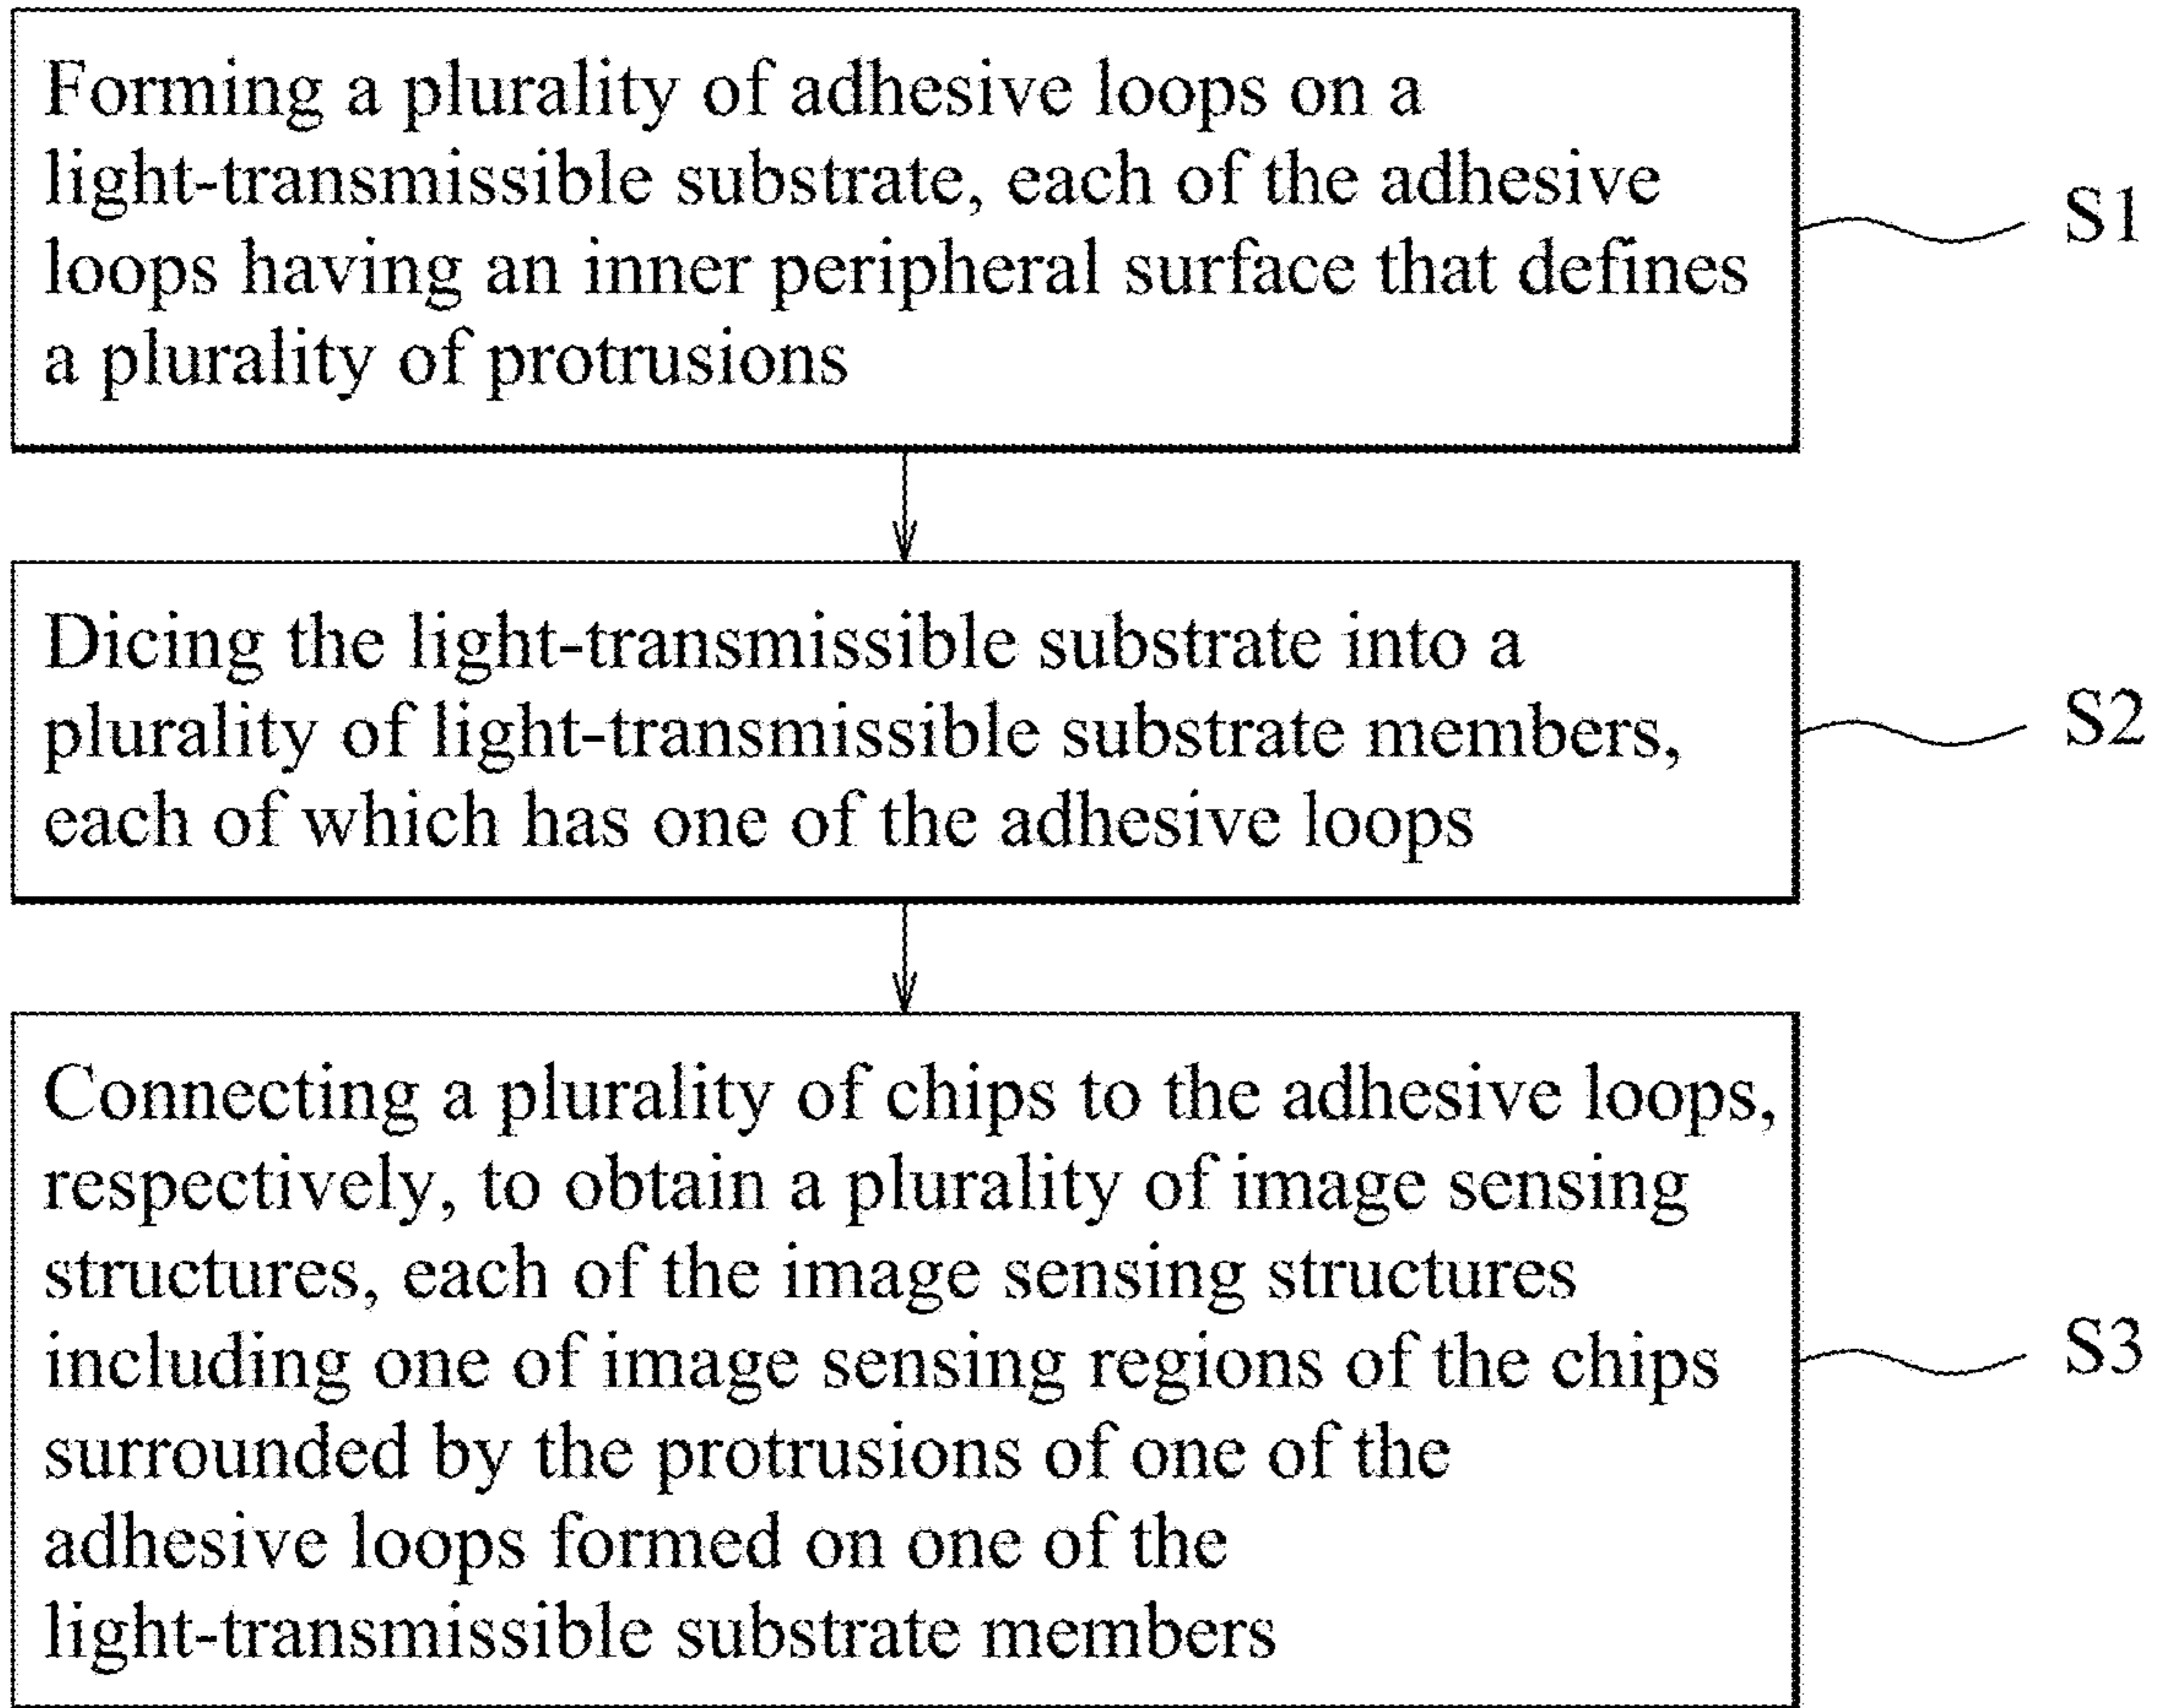 Forming a plurality of adhesive loops on a
light-transmissible substrate, each of the adhesive
loops having an inner peripheral surface that defines
a plurality of protrusions
S1
Dicing the light-transmissible substrate into a
plurality of light-transmissible substrate members,
each of which has one of the adhesive loops
S2
Connecting a plurality of chips to the adhesive loops,
respectively, to obtain a plurality of image sensing
structures, each of the image sensing structures
including one of image sensing regions of the chips
surrounded by the protrusions of one of the
adhesive loops formed on one of the
light-transmissible substrate members
S3